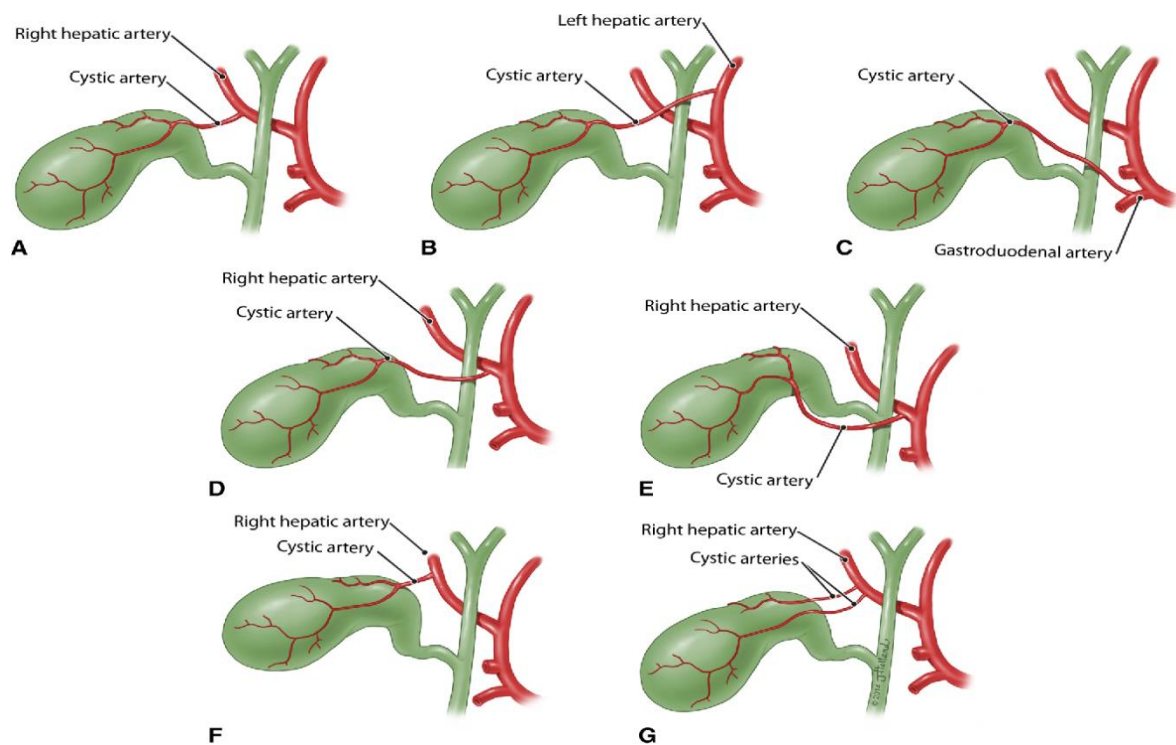 Right hepatic artery
Cystic artery
A
Left hepatic artery
Cystic artery
B
Cystic artery
Gastroduodenal artery
C
Right hepatic artery
Cystic artery
D
Right hepatic artery
Cystic artery
E
Right hepatic artery
Cystic artery
F
Right hepatic artery
Cystic arteries
G